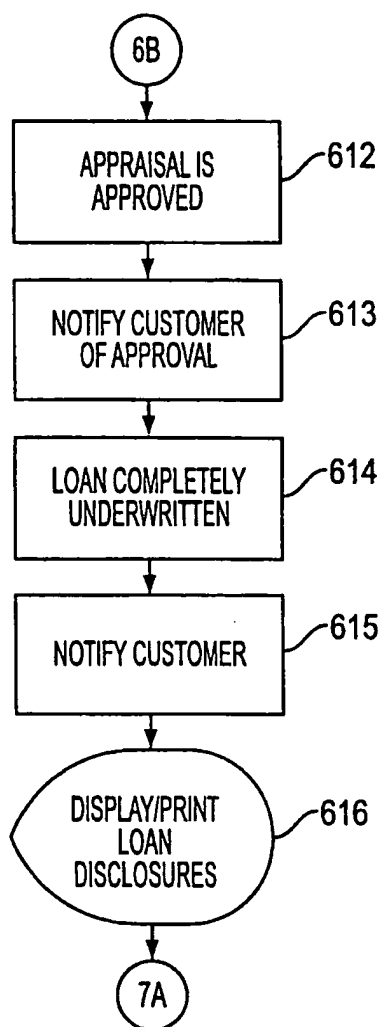 6B
APPRAISAL IS
APPROVED
612
NOTIFY CUSTOMER
OF APPROVAL
613
LOAN COMPLETELY
UNDERWRITTEN
614
NOTIFY CUSTOMER
615
DISPLAY/PRINT
LOAN
DISCLOSURES
616
7A